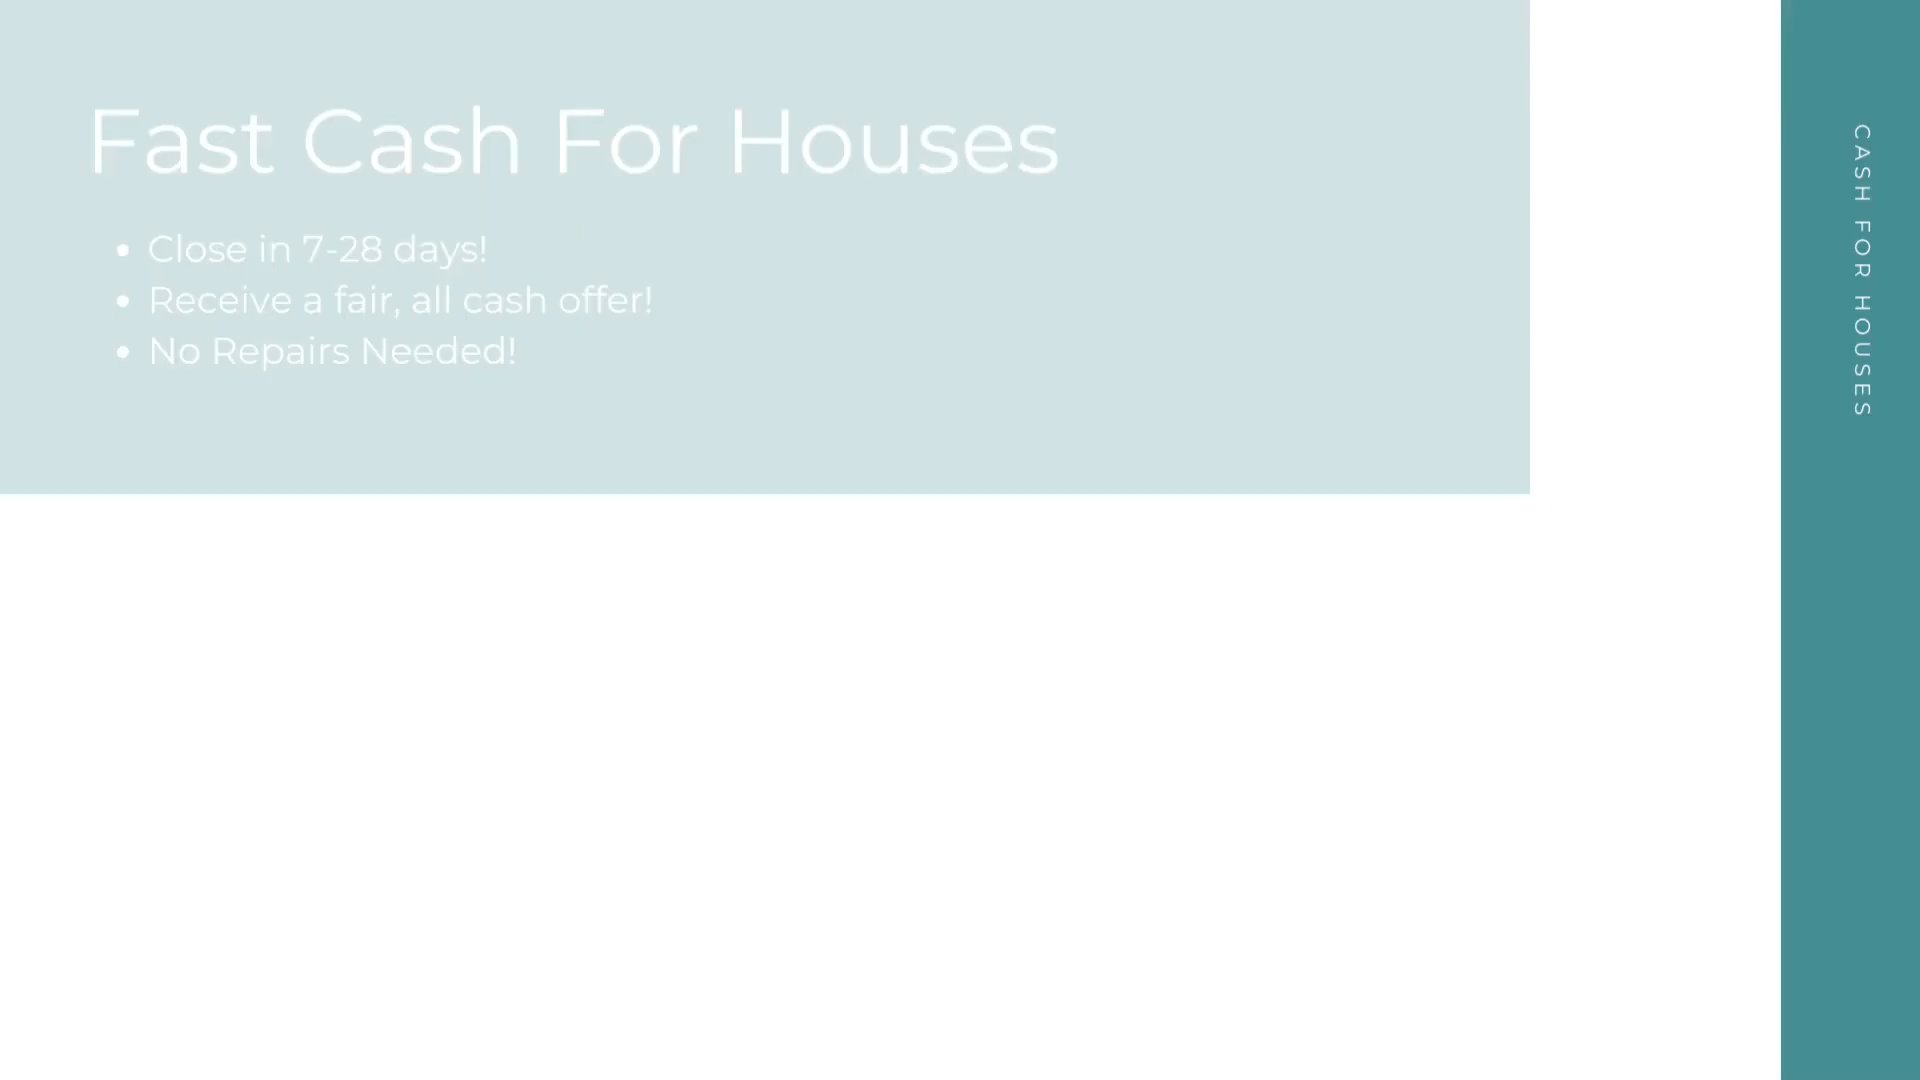 Fast Cash For Houses
• Close in 7-28 days!
• Receive a fair, all cash offer!
• No Repairs Needed!
CASH FOR HOUSES